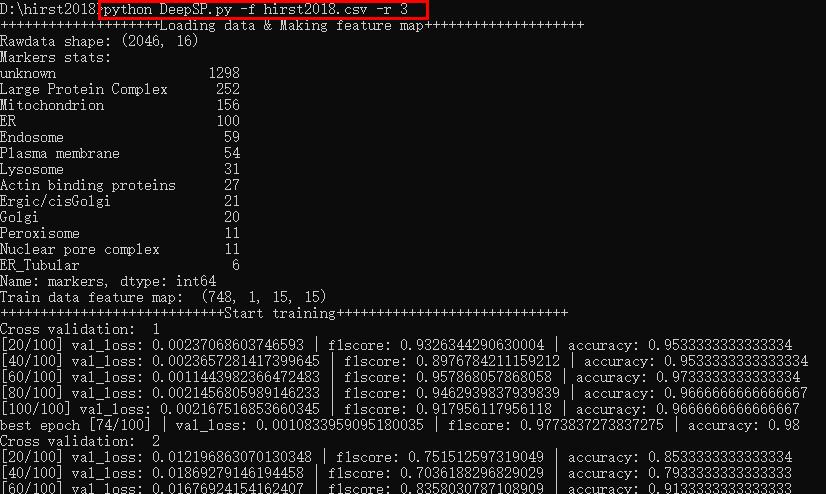 D:\hirst2018>python DeepSP.py -f hirst2018.csv -r 3
++++++++++++++++++++Loading data & Making feature map++++++++++++++++++++
Rawdata shape: (2046, 16)
Markers stats:
unknown 1298
Large Protein Complex 252
Mitochondrion 156
ER 100
Endosome 59
Plasma membrane 54
Lysosome 31
Actin binding proteins 27
Ergic/cisGolgi 21
Golgi 20
Peroxisome 11
Nuclear pore complex 11
ER_Tubular 6
Name: markers, dtype: int64
Train data feature map: (748, 1, 15, 15)
++++++++++++++++++++++++++++Start training+++++++++++++++++++++++++++++
Cross validation: 1
[20/100] val_loss: 0.00237068603746593 | f1score: 0.9326344290630004 | accuracy: 0.9533333333333334
[40/100] val_loss: 0.0023657281417399645 | f1score: 0.8976784211159212 | accuracy: 0.9533333333333334
[60/100] val_loss: 0.0011443982366472483 | f1score: 0.957868057868058 | accuracy: 0.9733333333333334
[80/100] val_loss: 0.0021456805989146233 | f1score: 0.9462939837939839 | accuracy: 0.9666666666666667
[100/100] val_loss: 0.002167516853660345 | f1score: 0.917956117956118 | accuracy: 0.9666666666666667
best epoch [74/100] | val_loss: 0.0010833959095180035 | f1score: 0.9773837273837275 | accuracy: 0.98
Cross validation: 2
[20/100] val_loss: 0.012196863070130348 | f1score: 0.751512597319049 | accuracy: 0.8533333333333334
[40/100] val_loss: 0.01869279146194458 | f1score: 0.7036188296829029 | accuracy: 0.7933333333333333
[60/100] val_loss: 0.01676924154162407 | f1score: 0.8358030787108909 | accuracy: 0.9133333333333333